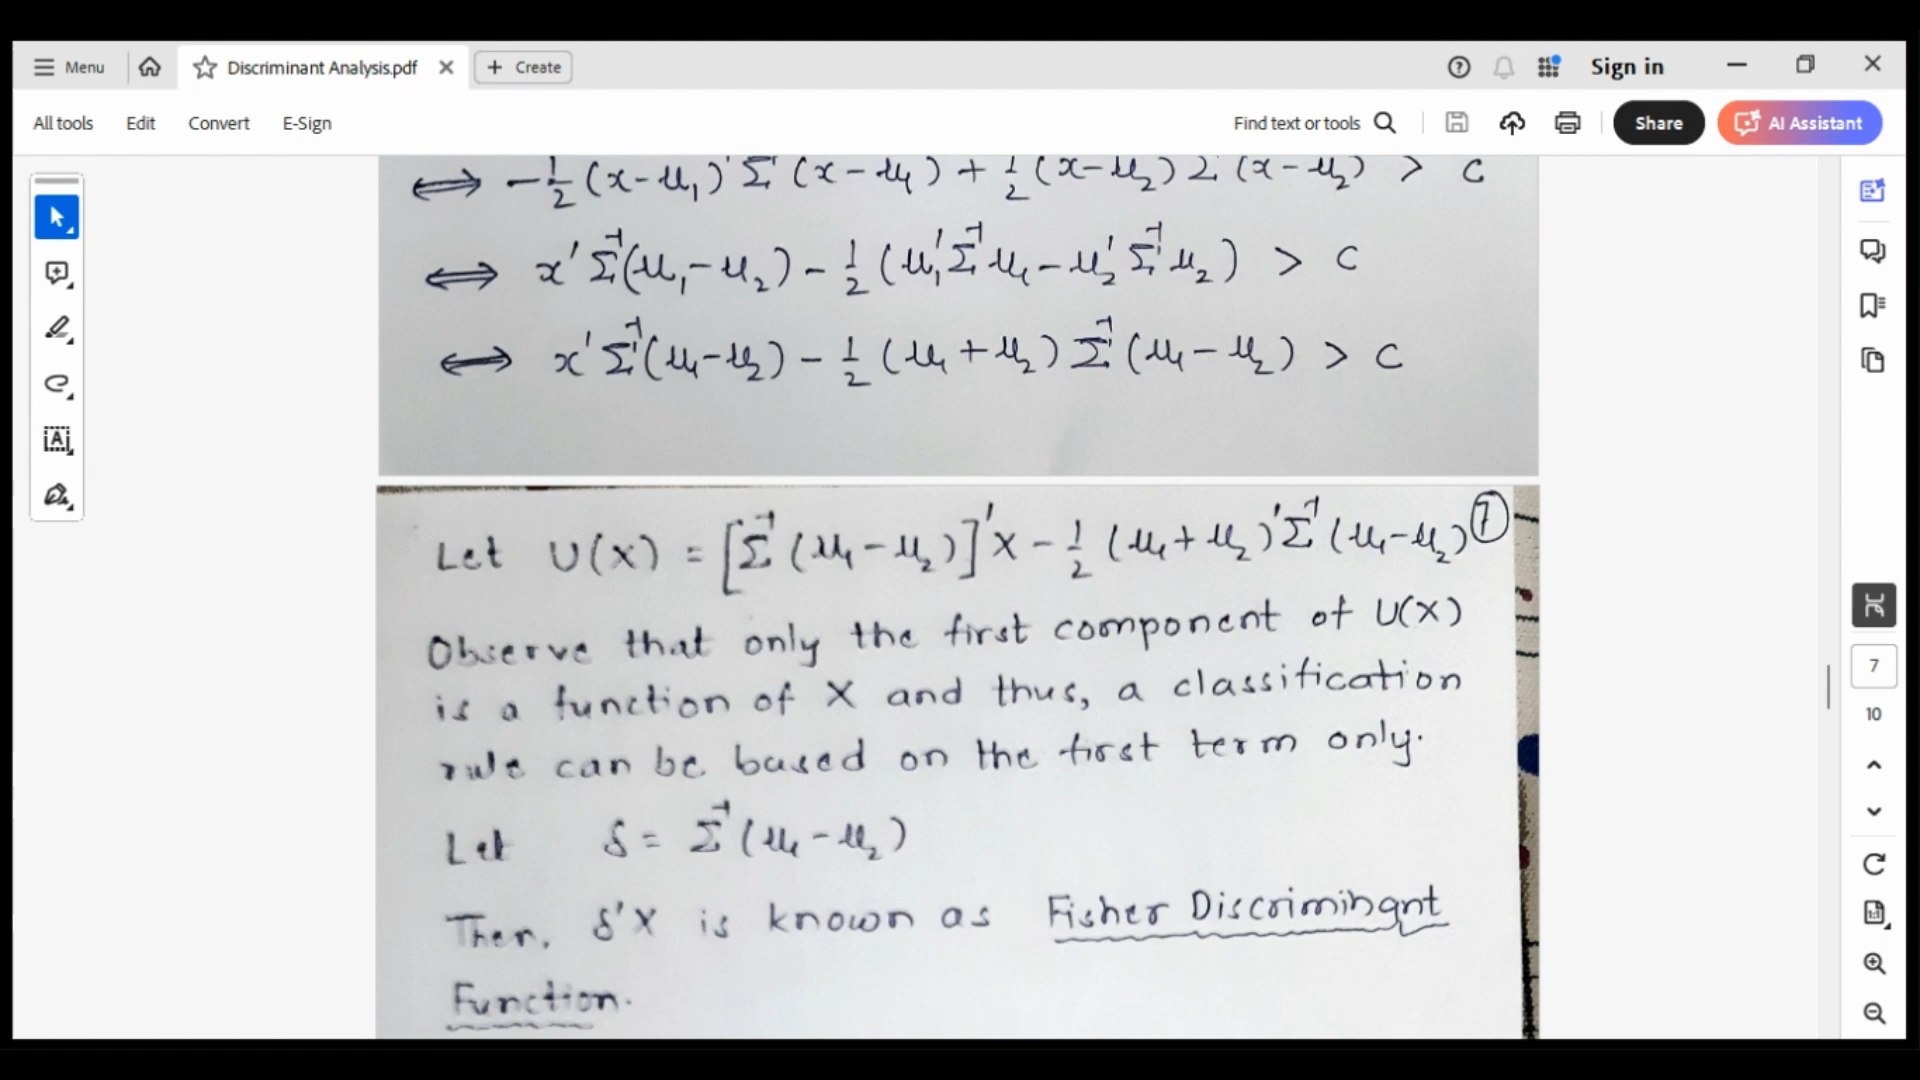 Menu Discriminant Analysis.pdf + Create Sign in
All tools Edit Convert E-Sign Find text or tools Share AI Assistant
⟺ -1/2 (x-μ₁)' Σ⁻¹ (x-μ₁) + 1/2 (x-μ₂)' Σ⁻¹ (x-μ₂) > c
⟺ x' Σ⁻¹ (μ₁-μ₂) - 1/2 (μ₁' Σ⁻¹ μ₁ - μ₂' Σ⁻¹ μ₂) > c
⟺ x' Σ⁻¹ (μ₁-μ₂) - 1/2 (μ₁+μ₂) Σ⁻¹ (μ₁-μ₂) > c
Let U(X) = [Σ⁻¹ (μ₁-μ₂)]' X - 1/2 (μ₁+μ₂)' Σ⁻¹ (μ₁-μ₂) 7
Observe that only the first component of U(X)
is a function of X and thus, a classification
rule can be based on the first term only.
Let δ = Σ⁻¹ (μ₁-μ₂)
Then, δ'X is known as Fisher Discriminant
Function.
7
10